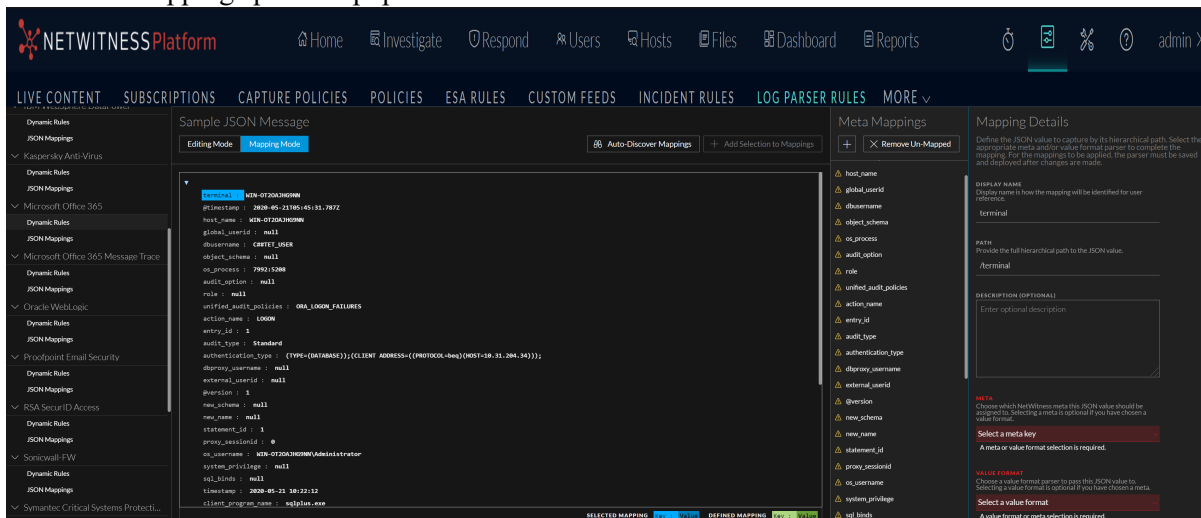 NETWITNESS Platform
Home
Investigate
Respond
Users
Hosts
Files
Dashboard
Reports
admin
LIVE CONTENT
SUBSCRIPTIONS
CAPTURE POLICIES
POLICIES
ESA RULES
CUSTOM FEEDS
INCIDENT RULES
LOG PARSER RULES
MORE
Dynamic Rules
JSON Mappings
Kaspersky Anti-Virus
Dynamic Rules
JSON Mappings
Microsoft Office 365
Dynamic Rules
JSON Mappings
Microsoft Office 365 Message Trace
Dynamic Rules
JSON Mappings
Oracle WebLogic
Dynamic Rules
JSON Mappings
Proofpoint Email Security
Dynamic Rules
JSON Mappings
RSA SecurID Access
Dynamic Rules
JSON Mappings
Sonicwall-FW
Dynamic Rules
JSON Mappings
Symantec Critical Systems Protecti...
Sample JSON Message
Editing Mode
Mapping Mode
Auto-Discover Mappings
+ Add Selection to Mappings
terminal : WIN-OT2OAJHG9NN
@timestamp : 2020-05-21T05:45:31.787Z
host_name : WIN-OT2OAJHG9NN
global_userid : null
dbusername : C##TET_USER
object_schema : null
os_process : 7992:5208
audit_option : null
role : null
unified_audit_policies : ORA_LOGON_FAILURES
action_name : LOGON
entry_id : 1
audit_type : Standard
authentication_type : (TYPE=(DATABASE));(CLIENT ADDRESS=((PROTOCOL=beq)(HOST=10.31.204.34)));
dbproxy_username : null
external_userid : null
@version : 1
new_schema : null
new_name : null
statement_id : 1
proxy_sessionid : 0
os_username : WIN-OT2OAJHG9NN\Administrator
system_privilege : null
sql_binds : null
timestamp : 2020-05-21 10:22:12
client_program_name : sqlplus.exe
SELECTED MAPPING Key : Value DEFINED MAPPING Key : Value
Meta Mappings
+
Remove Un-Mapped
host_name
global_userid
dbusername
object_schema
os_process
audit_option
role
unified_audit_policies
action_name
entry_id
audit_type
authentication_type
dbproxy_username
external_userid
@version
new_schema
new_name
statement_id
proxy_sessionid
os_username
system_privilege
sql_binds
Mapping Details
Define the JSON value to capture by its hierarchical path. Select the
appropriate meta and/or value format parser to complete the
mapping. For the mappings to be applied, the parser must be saved
and deployed after changes are made.
DISPLAY NAME
Display name is how the mapping will be identified for user
reference.
terminal
PATH
Provide the full hierarchical path to the JSON value.
/terminal
DESCRIPTION (OPTIONAL)
Enter optional description
META
Choose which NetWitness meta this JSON value should be
assigned to. Selecting a meta is optional if you have chosen a
value format.
Select a meta key
A meta or value format selection is required.
VALUE FORMAT
Choose a value format parser to pass this JSON value to.
Selecting a value format is optional if you have chosen a meta.
Select a value format
A value format or meta selection is required.